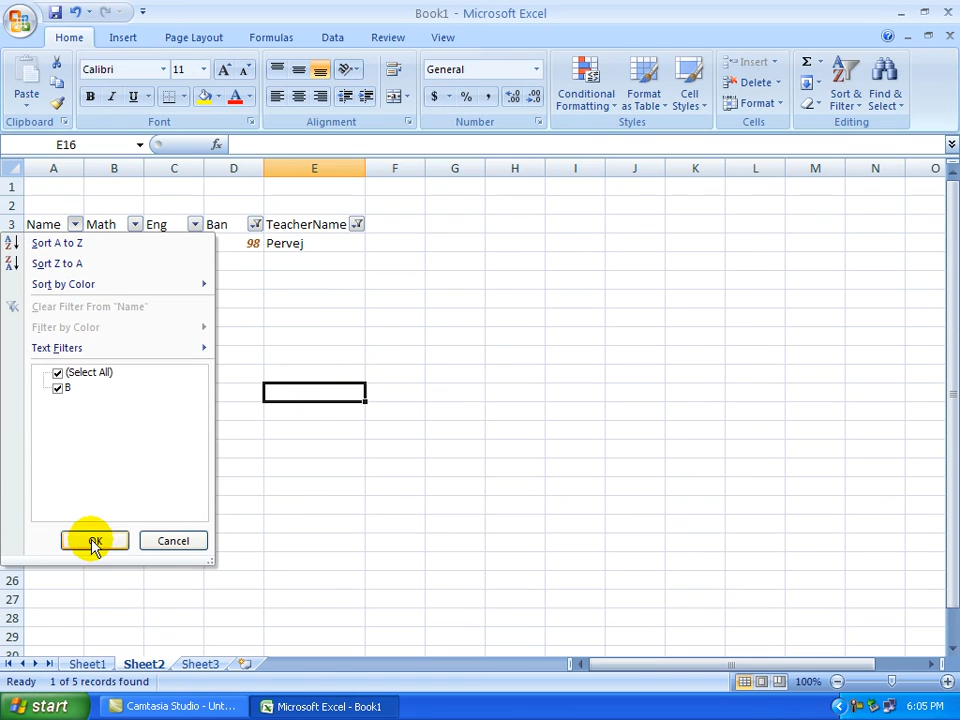 Book1 - Microsoft Excel
Home Insert Page Layout Formulas Data Review View
Paste
Clipboard
Calibri 11
B I U
Font
Alignment
General
$ % ,
Number
Conditional Formatting
Format as Table
Cell Styles
Styles
Insert
Delete
Format
Cells
Sort & Filter
Find & Select
Editing
E16 fx
A B C D E F G H I J K L M N O
1
2
3 Name Math Eng Ban TeacherName
98 Pervej
Sort A to Z
Sort Z to A
Sort by Color
Clear Filter From "Name"
Filter by Color
Text Filters
(Select All)
B
OK Cancel
26
27
28
29
30
Sheet1 Sheet2 Sheet3
Ready 1 of 5 records found 100%
start Camtasia Studio - Unt... Microsoft Excel - Book1 6:05 PM